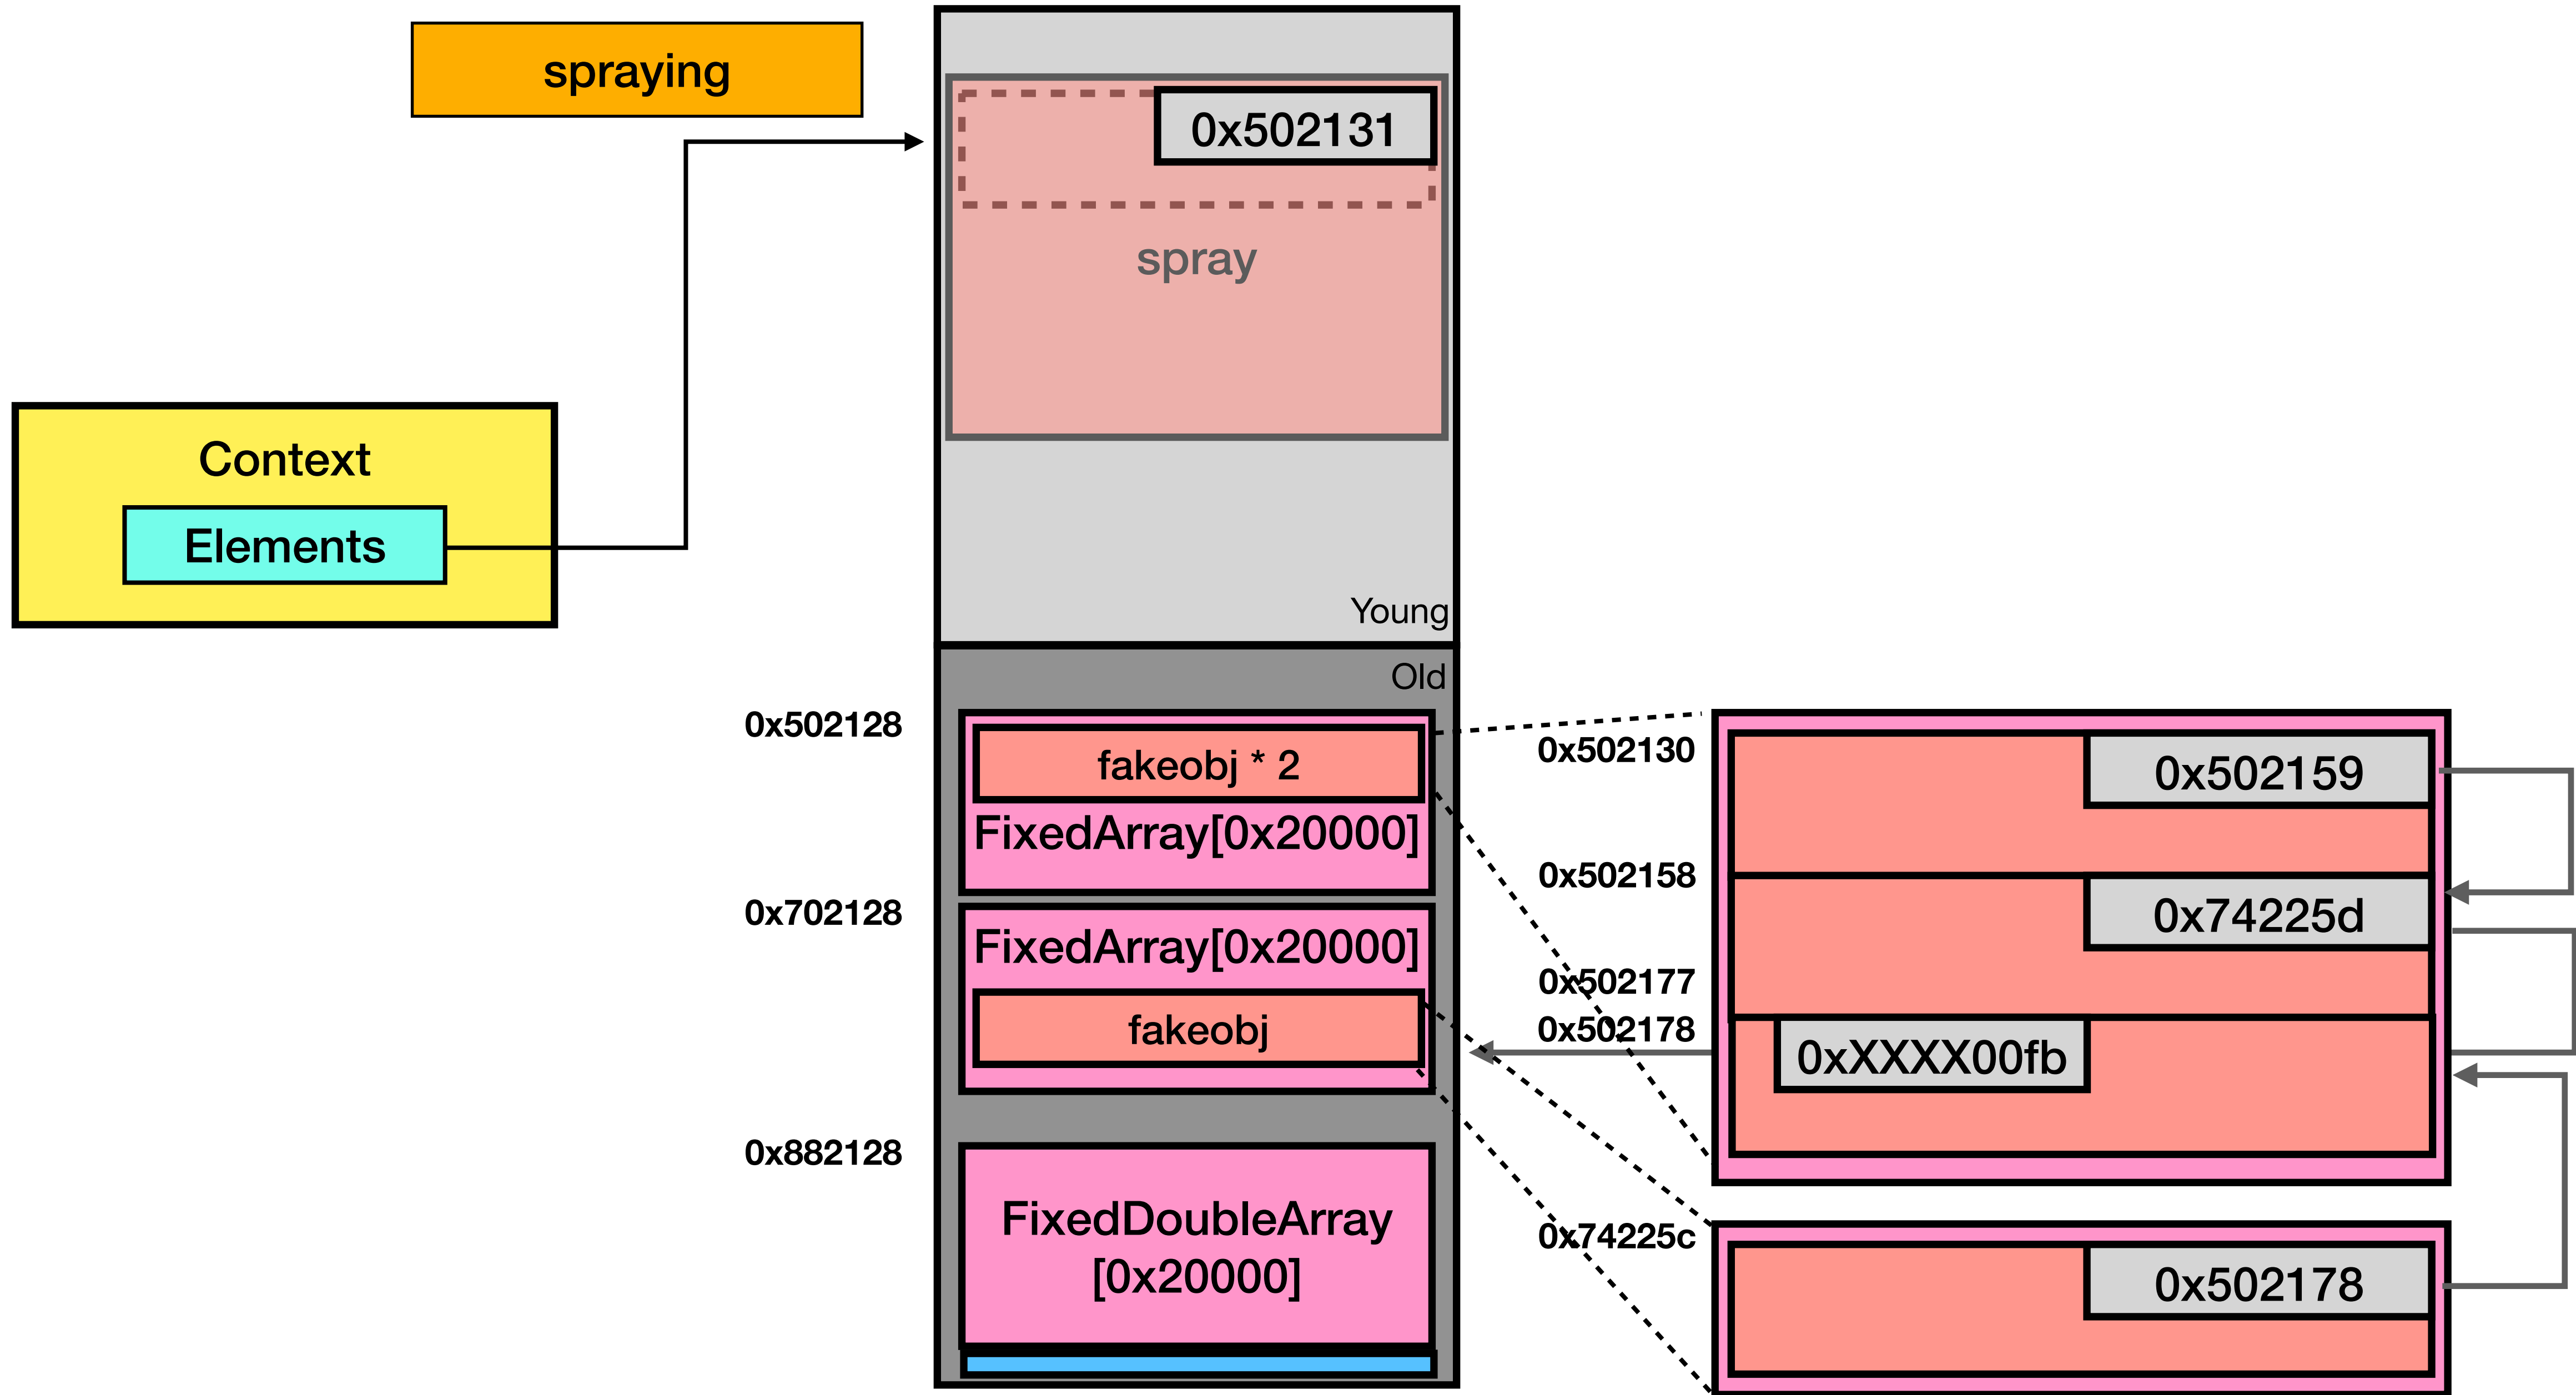 spraying
0x502131
spray
Context
Elements
Young
Old
0x502128
fakeobj * 2
FixedArray[0x20000]
0x702128
FixedArray[0x20000]
fakeobj
0x882128
FixedDoubleArray
[0x20000]
0x502130
0x502159
0x502158
0x74225d
0x502177
0x502178
0xXXXX00fb
0x74225c
0x502178